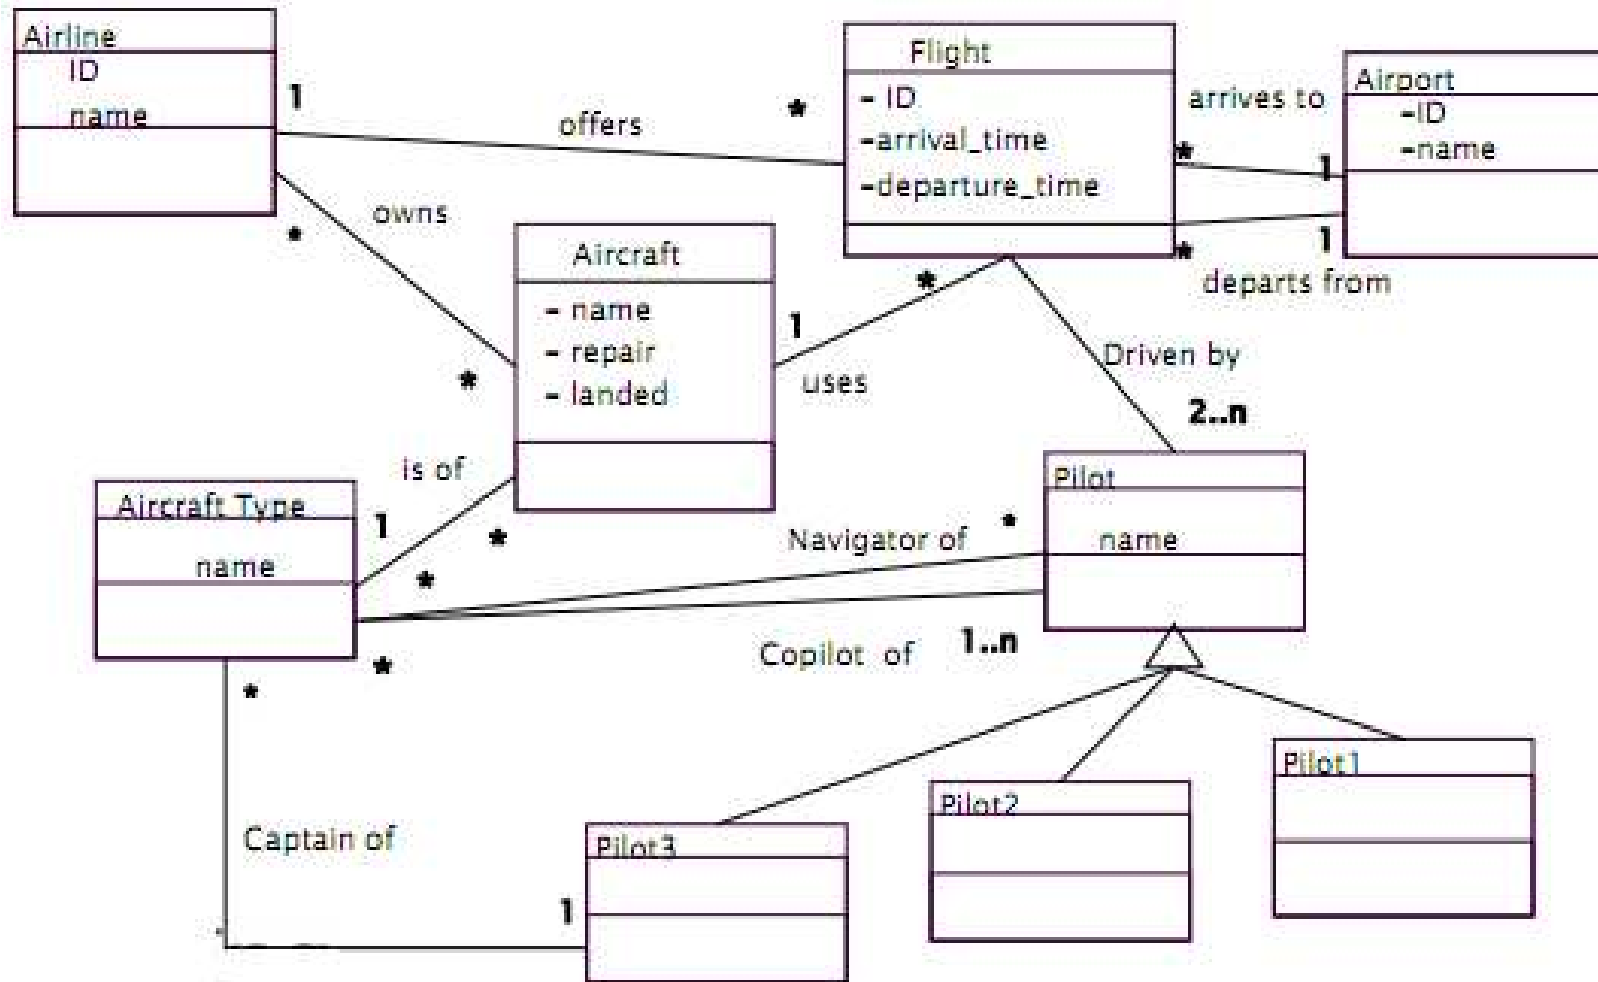 Airline
ID
name
1
offers
*
Flight
- ID
-arrival_time
-departure_time
arrives to
*
1
Airport
-ID
-name
*
1
departs from
owns
*
*
Aircraft
- name
- repair
- landed
1
uses
*
Driven by
2..n
is of
1
*
Aircraft Type
name
*
Navigator of
*
Pilot
name
*
Copilot of
1..n
*
Captain of
1
Pilot3
Pilot2
Pilot1